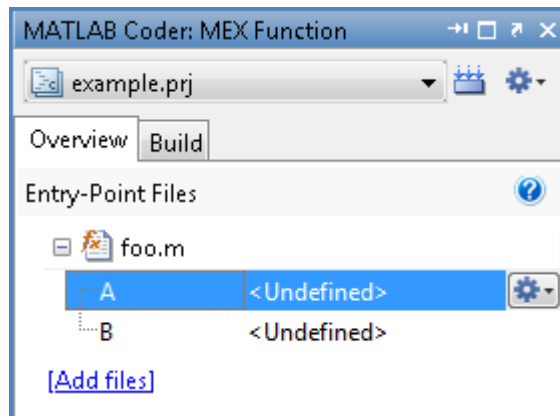 MATLAB Coder: MEX Function
example.prj
Overview Build
Entry-Point Files
foo.m
A <Undefined>
B <Undefined>
[Add files]